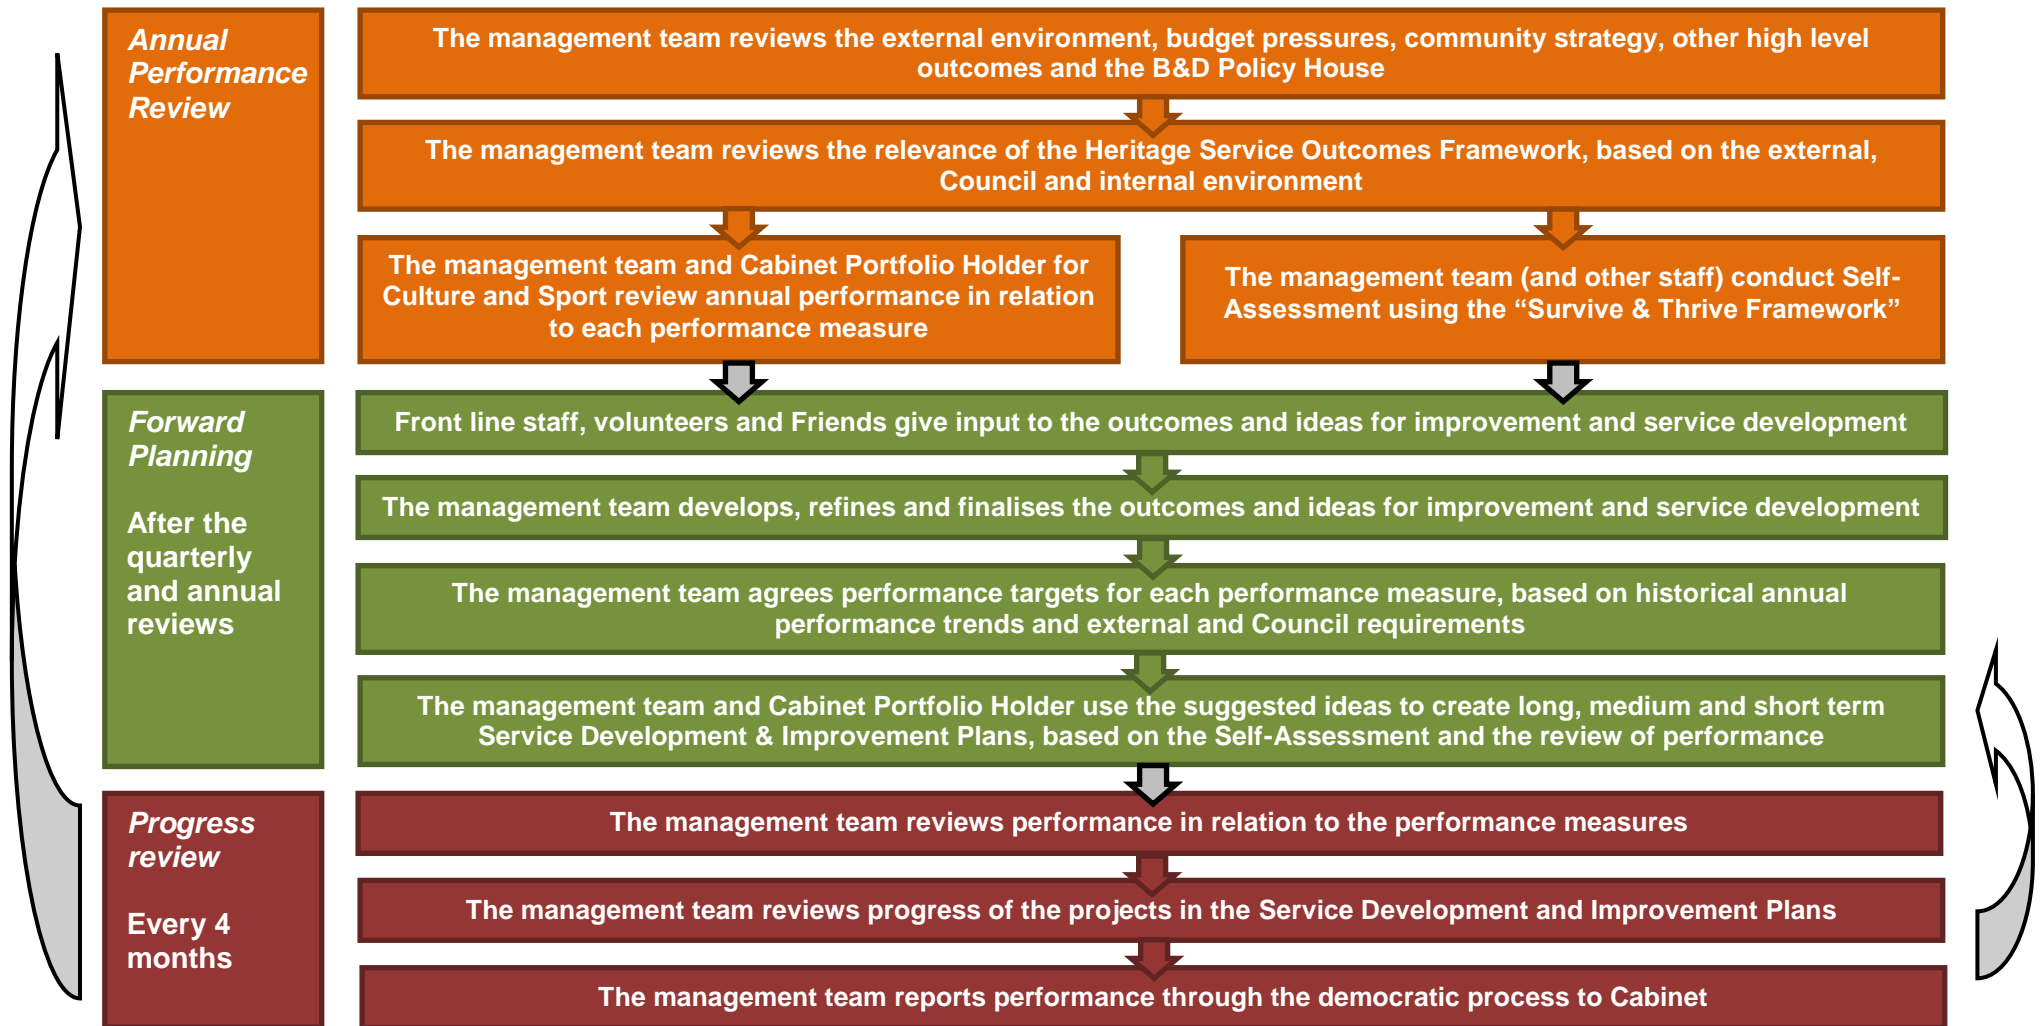 Annual
Performance
Review
The management team reviews the external environment, budget pressures, community strategy, other high level
outcomes and the B&D Policy House
The management team reviews the relevance of the Heritage Service Outcomes Framework, based on the external,
Council and internal environment
The management team and Cabinet Portfolio Holder for
Culture and Sport review annual performance in relation
to each performance measure
The management team (and other staff) conduct Self-
Assessment using the “Survive & Thrive Framework”
Forward
Planning
After the
quarterly
and annual
reviews
Front line staff, volunteers and Friends give input to the outcomes and ideas for improvement and service development
The management team develops, refines and finalises the outcomes and ideas for improvement and service development
The management team agrees performance targets for each performance measure, based on historical annual
performance trends and external and Council requirements
The management team and Cabinet Portfolio Holder use the suggested ideas to create long, medium and short term
Service Development & Improvement Plans, based on the Self-Assessment and the review of performance
Progress
review
Every 4
months
The management team reviews performance in relation to the performance measures
The management team reviews progress of the projects in the Service Development and Improvement Plans
The management team reports performance through the democratic process to Cabinet